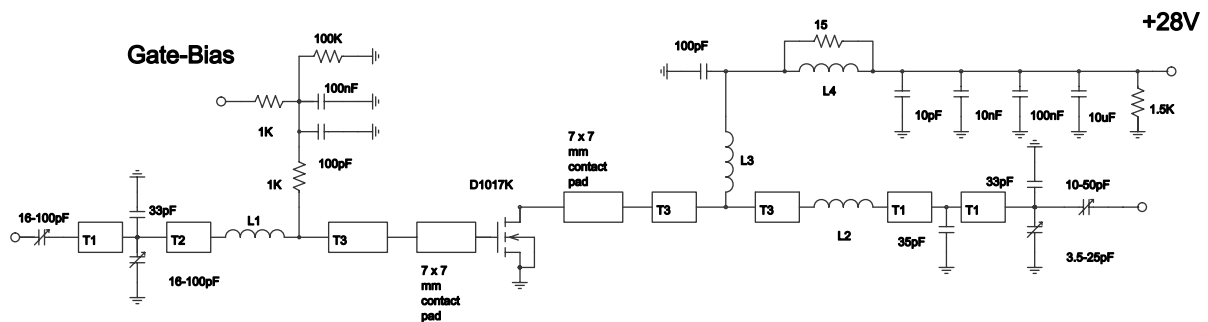 +28V
Gate-Bias
100K
15
100pF
100nF
L4
1K
10pF
10nF
100nF
10uF
1.5K
100pF
7 x 7
mm
contact
pad
L3
1K
D1017K
33pF
10-50pF
16-100pF
33pF
L1
T1
T2
T3
T3
T3
L2
T1
T1
35pF
3.5-25pF
16-100pF
7 x 7
mm
contact
pad